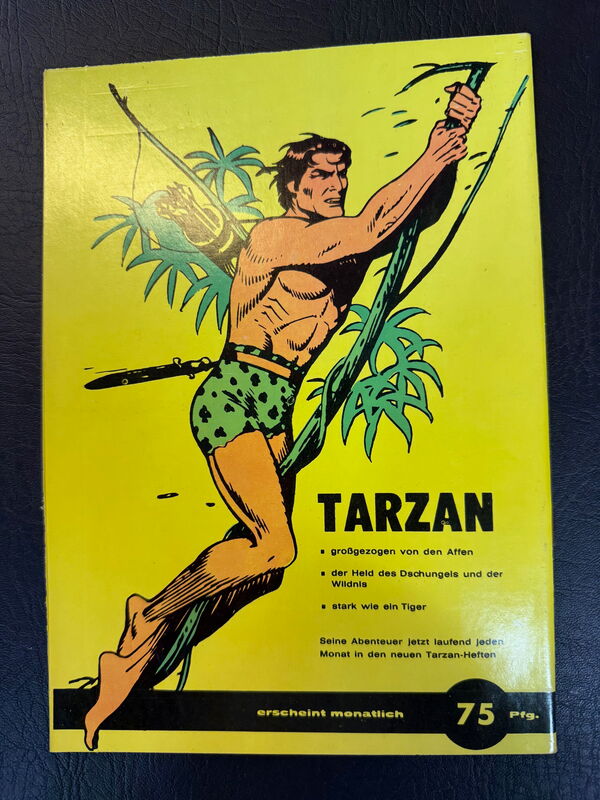 TARZAN
▪ großgezogen von den Affen
▪ der Held des Dschungels und der
Wildnis
▪ stark wie ein Tiger
Seine Abenteuer jetzt laufend jeden
Monat in den neuen Tarzan-Heften
erscheint monatlich 75 Pfg.